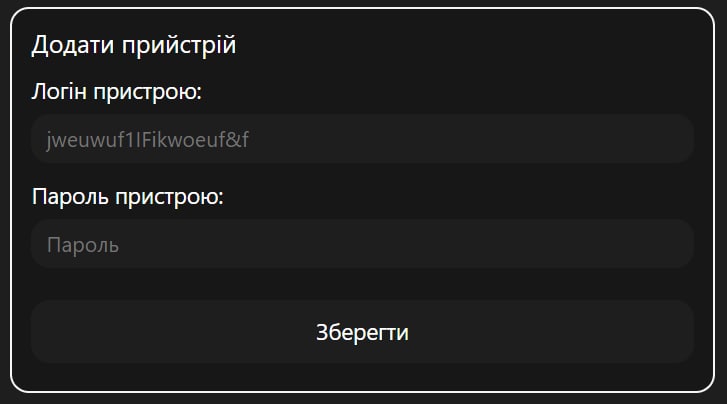 Додати прийстрій
Логін пристрою:
jweuwuf1IFikwoeuf&f
Пароль пристрою:
Пароль
Зберегти